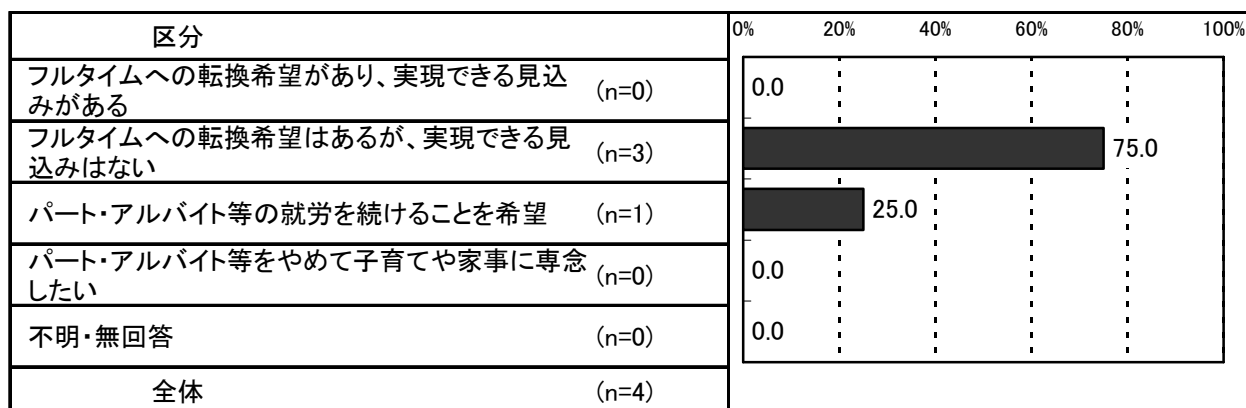 区分
0% 20% 40% 60% 80% 100%
フルタイムへの転換希望があり、実現できる見込
みがある
(n=0)
0.0
フルタイムへの転換希望はあるが、実現できる見
込みはない
(n=3)
75.0
パート・アルバイト等の就労を続けることを希望 (n=1)
25.0
パート・アルバイト等をやめて子育てや家事に専念
したい
(n=0)
0.0
不明・無回答 (n=0)
0.0
全体 (n=4)